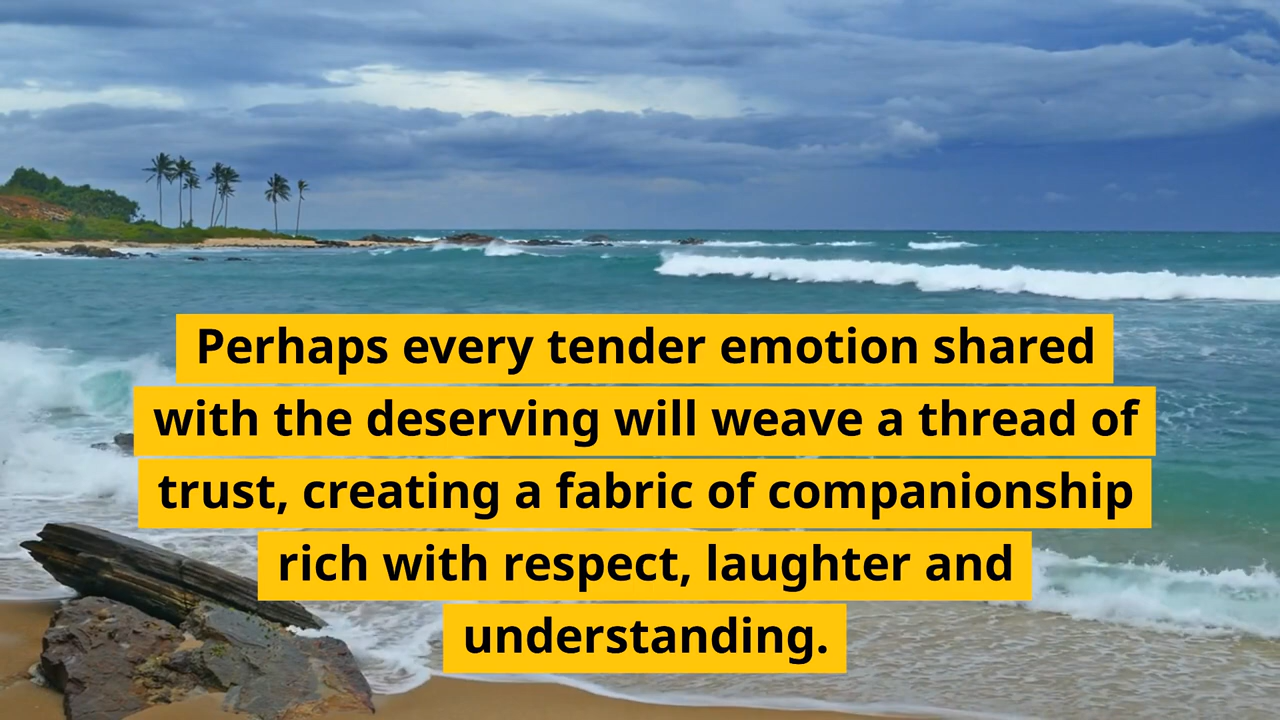 Perhaps every tender emotion shared
with the deserving will weave a thread of
trust, creating a fabric of companionship
rich with respect, laughter and
understanding.